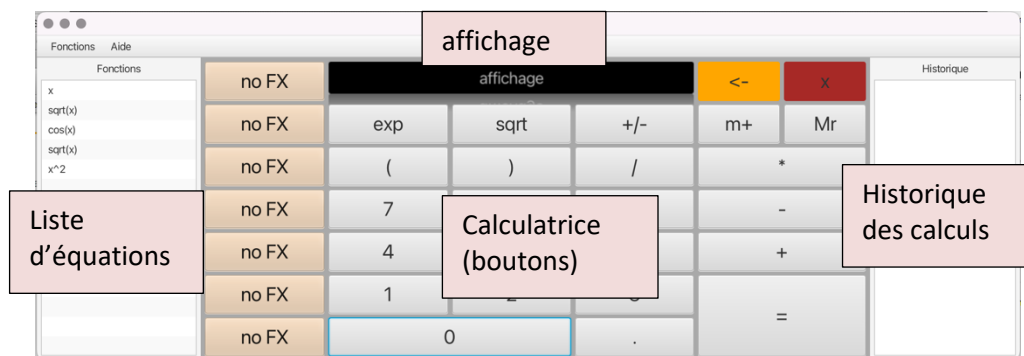 affichage
Fonctions Aide
Fonctions
x
sqrt(x)
cos(x)
sqrt(x)
x^2
Liste
d'équations
no FX affichage <- x
no FX exp sqrt +/- m+ Mr
no FX ( ) / *
no FX 7 -
no FX 4 +
no FX 1 =
no FX 0 .
Calculatrice
(boutons)
Historique
Historique
des calculs